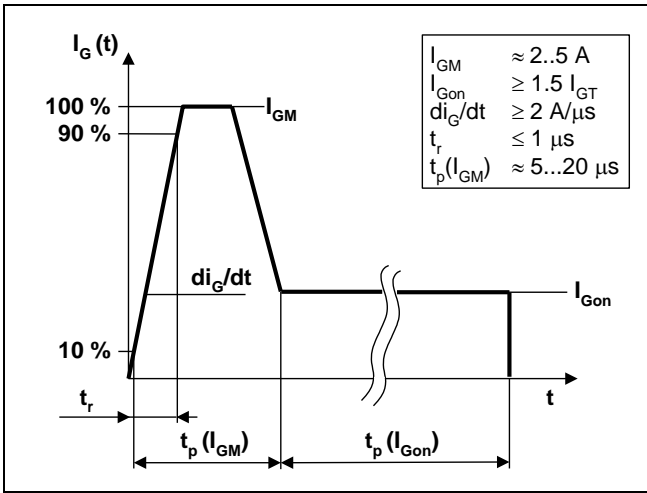 I_G (t)
I_GM ≈ 2..5 A
I_Gon ≥ 1.5 I_GT
di_G/dt ≥ 2 A/μs
t_r ≤ 1 μs
t_p(I_GM) ≈ 5...20 μs
100 %
I_GM
90 %
di_G/dt
I_Gon
10 %
t
t_r
t_p (I_GM)
t_p (I_Gon)